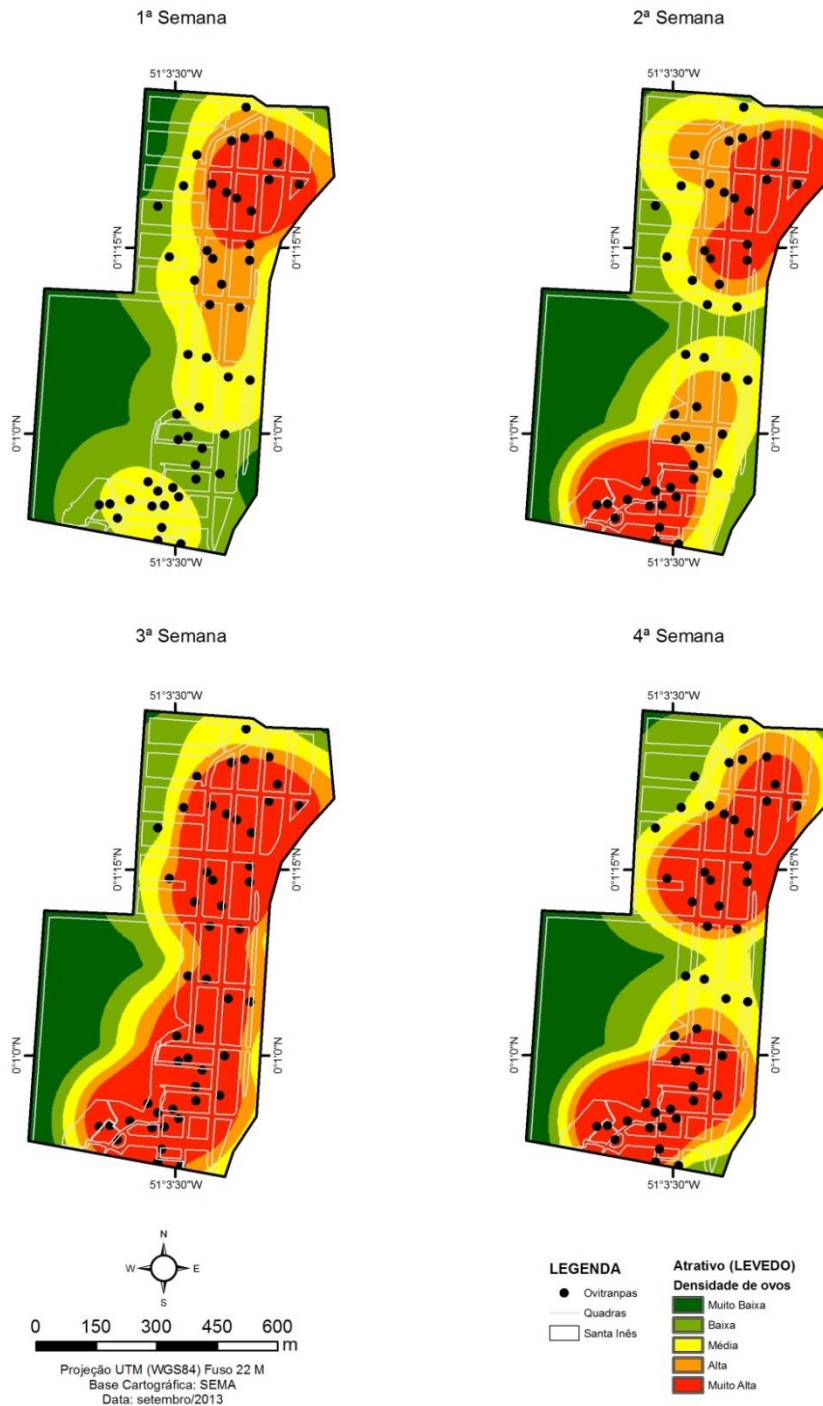 1ª Semana
2ª Semana
51°3'30"W
51°3'30"W
0°1'15"N
0°1'15"N
0°1'15"N
0°1'15"N
0°1'0"N
0°1'0"N
0°1'0"N
0°1'0"N
51°3'30"W
51°3'30"W
3ª Semana
4ª Semana
51°3'30"W
51°3'30"W
0°1'15"N
0°1'15"N
0°1'15"N
0°1'15"N
0°1'0"N
0°1'0"N
0°1'0"N
0°1'0"N
51°3'30"W
51°3'30"W
N
W
E
S
0 150 300 450 600
m
Projeção UTM (WGS84) Fuso 22 M
Base Cartográfica: SEMA
Data: setembro/2013
LEGENDA
Ovitranpas
Quadras
Santa Inês
Atrativo (LEVEDO)
Densidade de ovos
Muito Baixa
Baixa
Média
Alta
Muito Alta